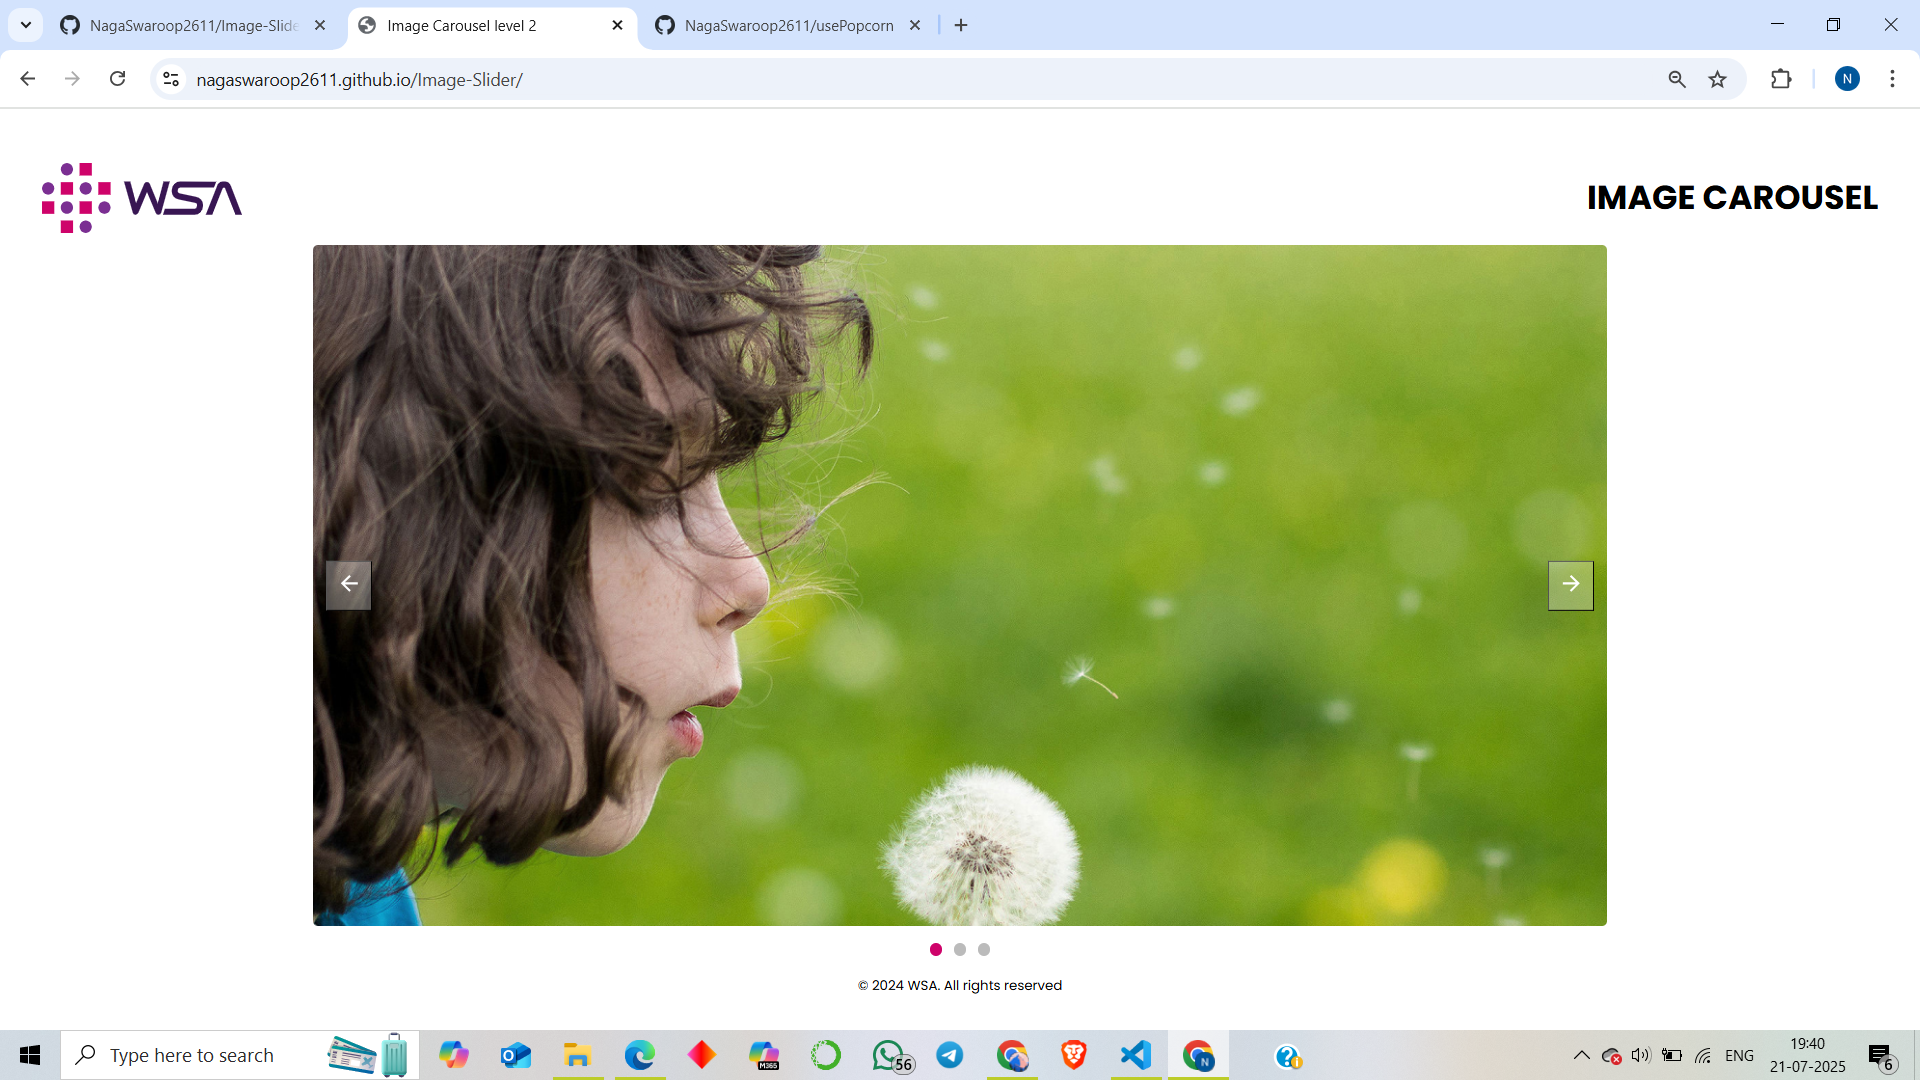 NagaSwaroop2611/Image-Slide
Image Carousel level 2
NagaSwaroop2611/usePopcorn
nagaswaroop2611.github.io/Image-Slider/
N
WSA
IMAGE CAROUSEL
© 2024 WSA. All rights reserved
Type here to search
M365
56
N
ENG
19:40
21-07-2025
6